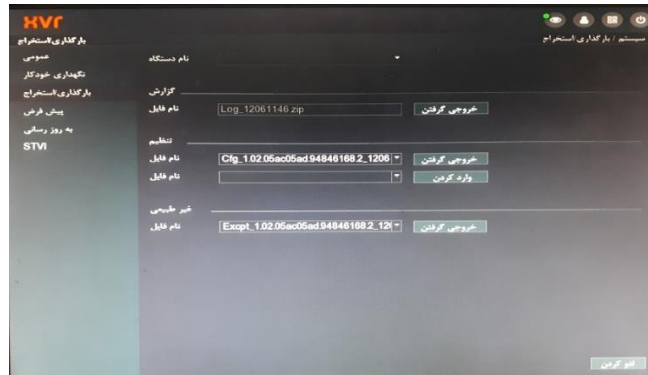 XVR
سیستم / بارگذاری/استخراج
بارگذاری/استخراج
عمومی
نگهداری خودکار
بارگذاری/استخراج
پیش فرض
به روز رسانی
STVI
نام دستگاه
گزارش
نام فایل Log_12061146.zip خروجی گرفتن
تنظیم
نام فایل Cfg_1.02.05ac05ad.94846168.2_1206 خروجی گرفتن
نام فایل وارد کردن
غیر طبیعی
نام فایل Excpt_1.02.05ac05ad.94846168.2_120 خروجی گرفتن
لغو کردن